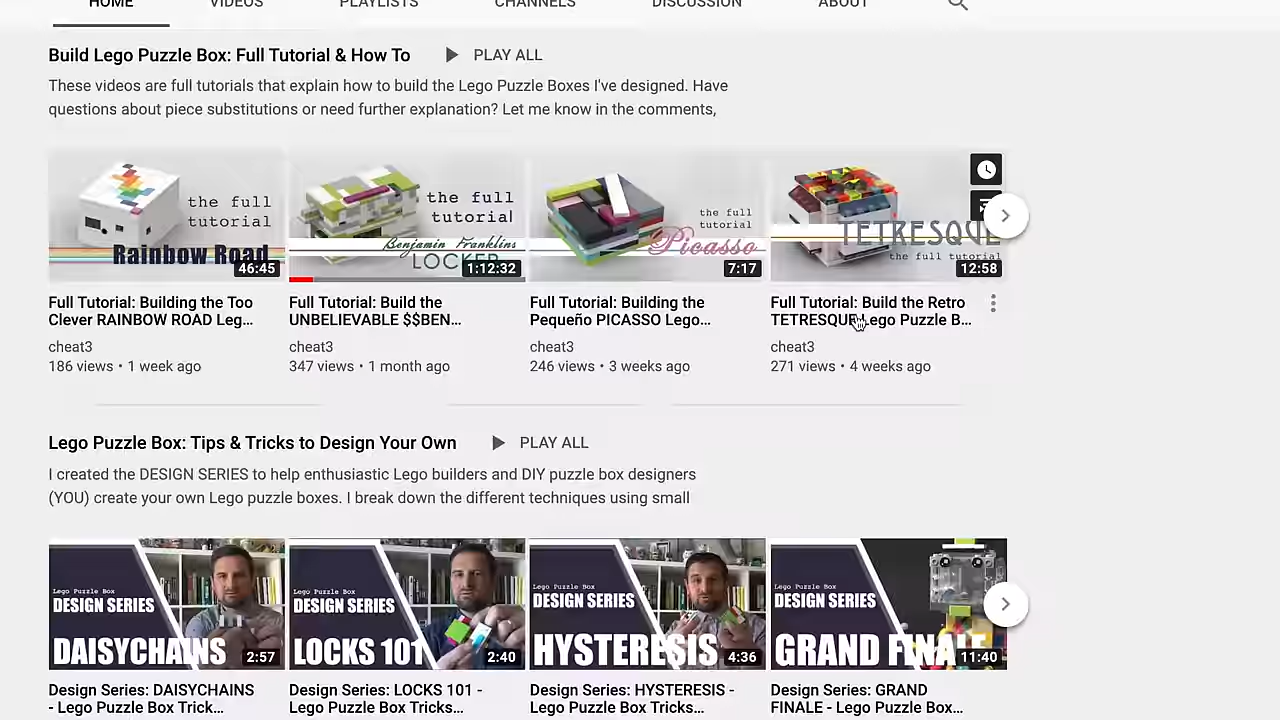 HOME VIDEOS PLAYLISTS CHANNELS DISCUSSION ABOUT
Build Lego Puzzle Box: Full Tutorial & How To PLAY ALL
These videos are full tutorials that explain how to build the Lego Puzzle Boxes I've designed. Have
questions about piece substitutions or need further explanation? Let me know in the comments,
the full
tutorial
Rainbow Road
46:45
the full
tutorial
Benjamin Franklins
LOCKER
1:12:32
the full
tutorial
Picasso
7:17
TETRESQUE
the full tutorial
12:58
Full Tutorial: Building the Too
Clever RAINBOW ROAD Leg...
cheat3
186 views • 1 week ago
Full Tutorial: Build the
UNBELIEVABLE $$BEN...
cheat3
347 views • 1 month ago
Full Tutorial: Building the
Pequeño PICASSO Lego...
cheat3
246 views • 3 weeks ago
Full Tutorial: Build the Retro
TETRESQUE Lego Puzzle B...
cheat3
271 views • 4 weeks ago
Lego Puzzle Box: Tips & Tricks to Design Your Own PLAY ALL
I created the DESIGN SERIES to help enthusiastic Lego builders and DIY puzzle box designers
(YOU) create your own Lego puzzle boxes. I break down the different techniques using small
Lego Puzzle Box
DESIGN SERIES
DAISYCHAINS
2:57
Lego Puzzle Box
DESIGN SERIES
LOCKS 101
2:40
Lego Puzzle Box
DESIGN SERIES
HYSTERESIS
4:36
Lego Puzzle Box
DESIGN SERIES
GRAND FINALE
11:40
Design Series: DAISYCHAINS
- Lego Puzzle Box Trick...
Design Series: LOCKS 101 -
Lego Puzzle Box Tricks...
Design Series: HYSTERESIS -
Lego Puzzle Box Tricks...
Design Series: GRAND
FINALE - Lego Puzzle Box...